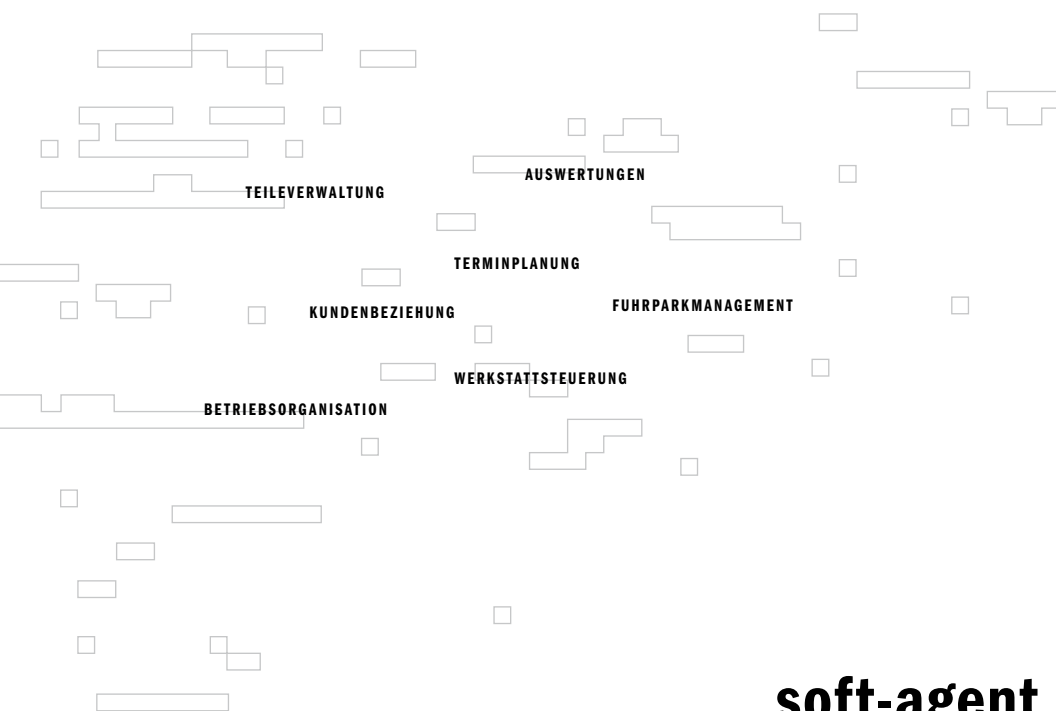 AUSWERTUNGEN
TEILEVERWALTUNG
TERMINPLANUNG
FUHRPARKMANAGEMENT
KUNDENBEZIEHUNG
WERKSTATTSTEUERUNG
BETRIEBSORGANISATION
soft-agent